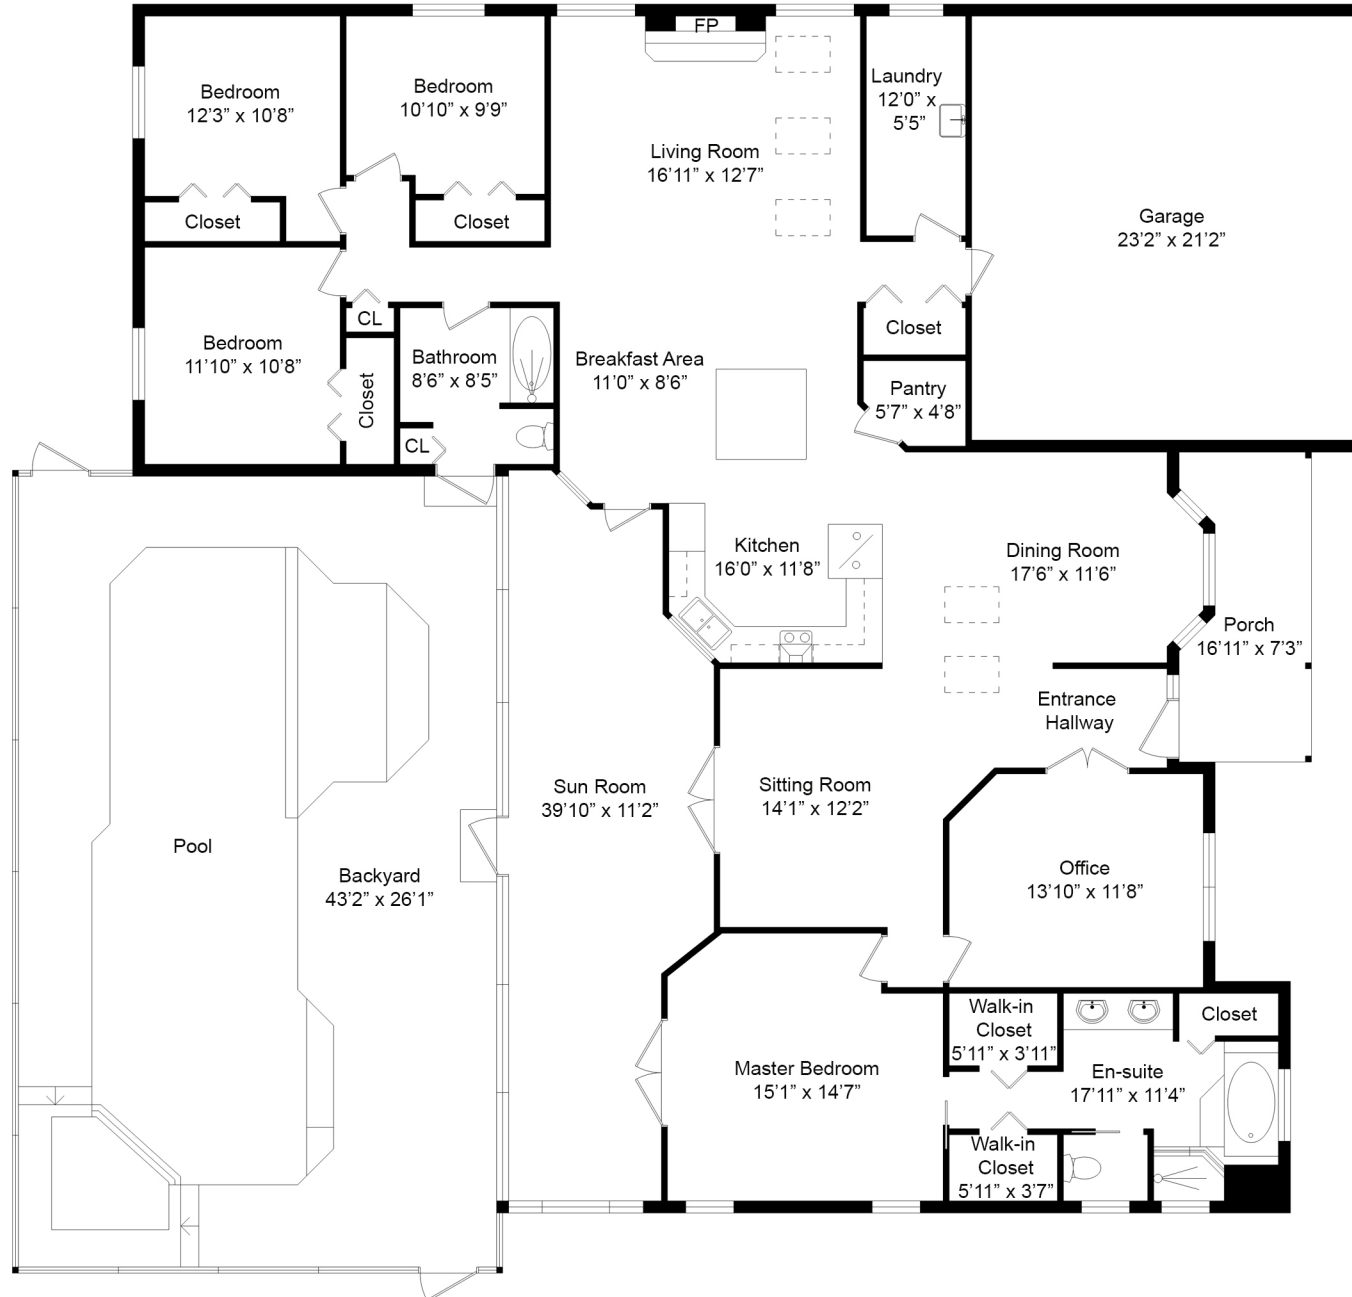 FP
Bedroom
12’3” x 10’8”
Bedroom
10’10” x 9’9”
Laundry
12’0” x
5’5”
Living Room
16’11” x 12’7”
Closet
Closet
Garage
23’2” x 21’2”
CL
Closet
Bedroom
11’10” x 10’8”
Bathroom
8’6” x 8’5”
Breakfast Area
11’0” x 8’6”
Closet
Pantry
5’7” x 4’8”
CL
Kitchen
16’0” x 11’8”
Dining Room
17’6” x 11’6”
Porch
16’11” x 7’3”
Entrance
Hallway
Sun Room
39’10” x 11’2”
Sitting Room
14’1” x 12’2”
Pool
Backyard
43’2” x 26’1”
Office
13’10” x 11’8”
Walk-in
Closet
5’11” x 3’11”
Closet
Master Bedroom
15’1” x 14’7”
En-suite
17’11” x 11’4”
Walk-in
Closet
5’11” x 3’7”